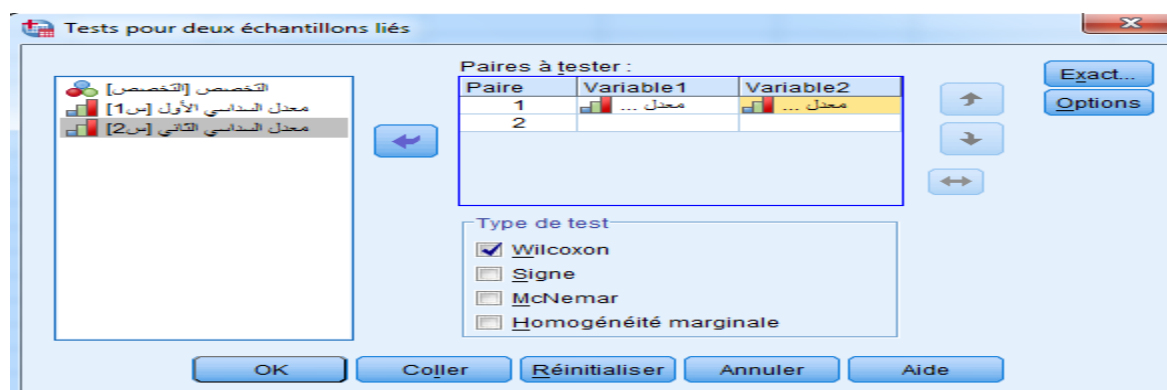 Tests pour deux échantillons liés
التخصص [التخصص]
معدل السداسي الأول [س1]
معدل السداسي الثاني [س2]
Paires à tester :
Paire Variable1 Variable2
1 معدل ... معدل ...
2
Exact...
Options
Type de test
Wilcoxon
Signe
McNemar
Homogénéité marginale
OK Coller Réinitialiser Annuler Aide